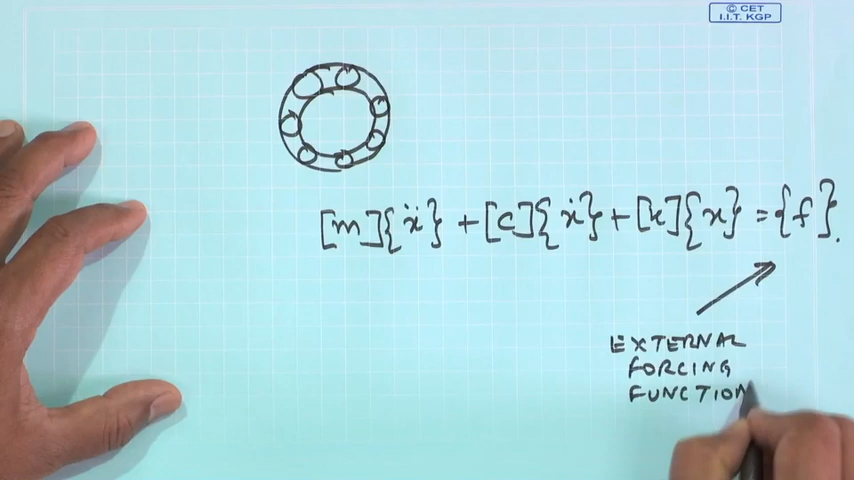 © CET
I.I.T. KGP
[m]{ẍ} + [c]{ẋ} + [k]{x} = {f}.
EXTERNAL
FORCING
FUNCTION